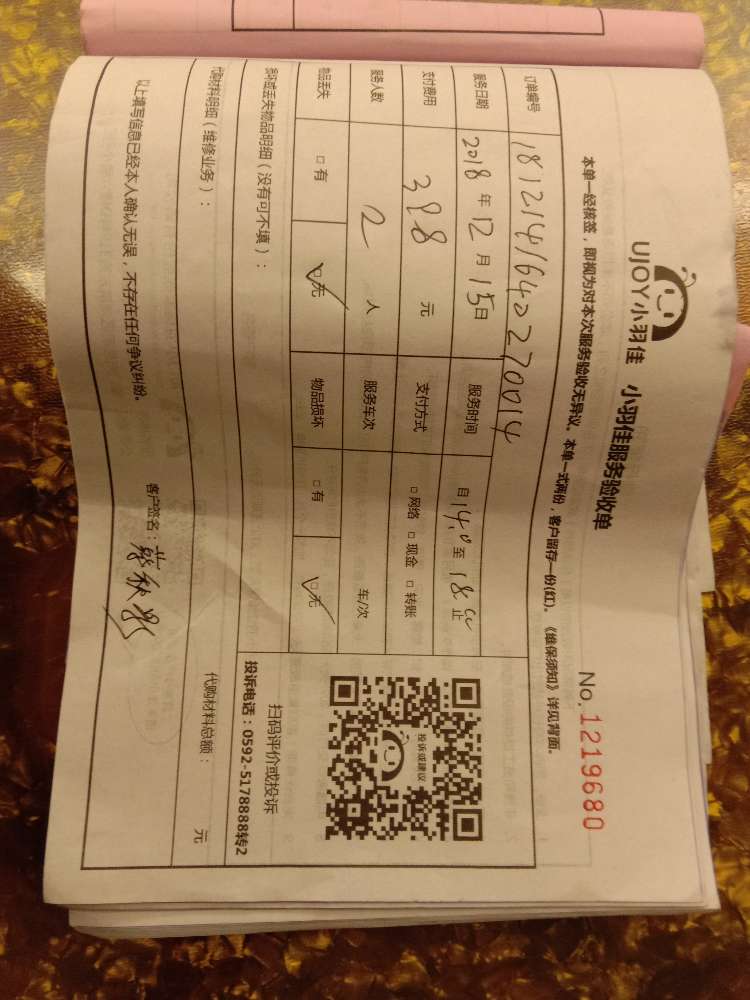 UJOY小羽佳 小羽佳服务验收单
No. 1219680
本单一经核签，即视为对本次服务验收无异议。本单一式两份，客户留存一份(红)。《维保须知》详见背面。
订单编号 1812141640270014
服务日期 2018年12月15日 服务时间 自14:00至18:00止
支付费用 398元 支付方式 □网络 □现金 □转账
服务人数 2人 服务车次 车/次
物品丢失 □有 ☑无 物品损坏 □有 ☑无
投诉或建议
扫码评价或投诉
投诉电话：0592-5178888转2
损坏或丢失物品明细（没有可不填）：
代购材料明细（维修业务）： 代购材料总额： 元
以上填写信息已经本人确认无误，不存在任何争议纠纷。 客户签名：